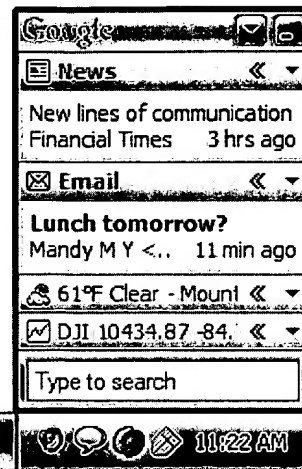 Google
News «
New lines of communication
Financial Times 3 hrs ago
Email «
Lunch tomorrow?
Mandy M Y <.. 11 min ago
61°F Clear - Mount «
DJI 10434.87 -84. «
Type to search
11:22 AM